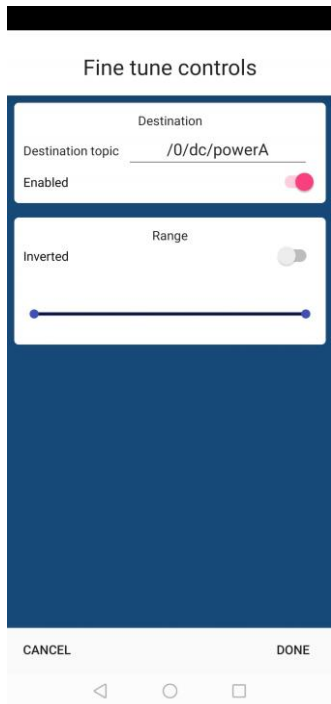 Fine tune controls
Destination
Destination topic /0/dc/powerA
Enabled
Range
Inverted
CANCEL DONE